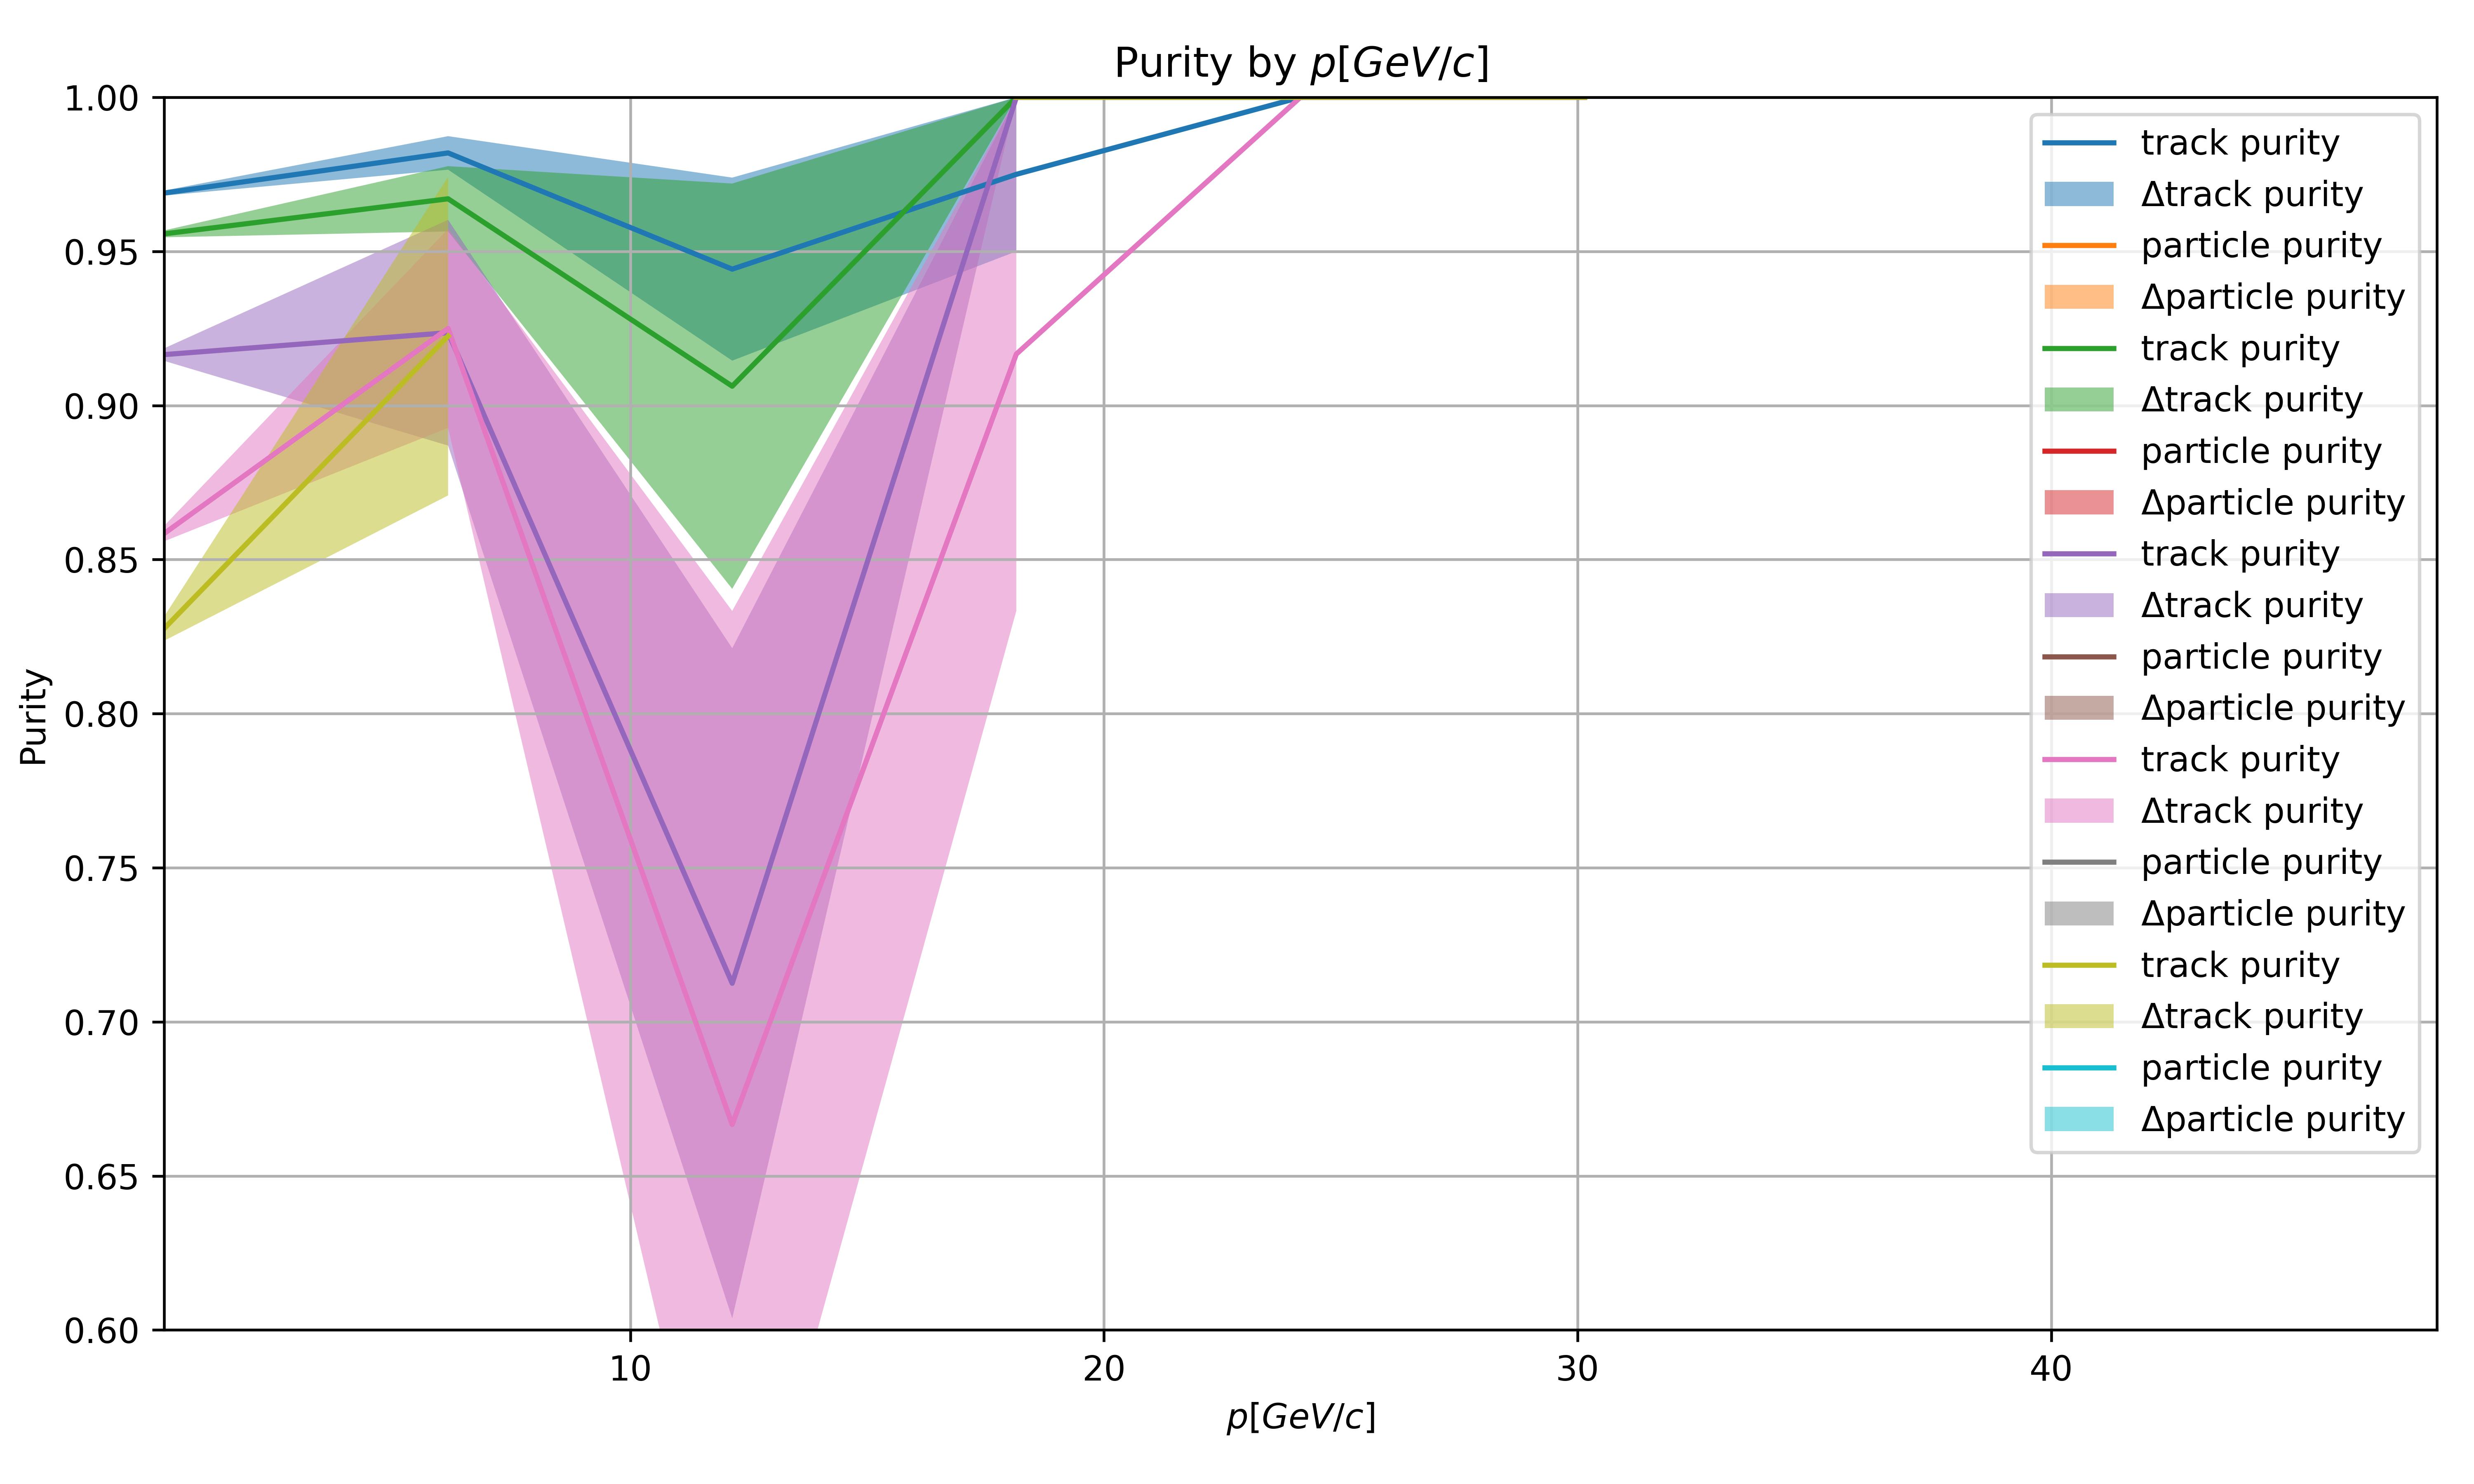 Purity by p[GeV/c]
1.00
0.95
0.90
0.85
0.80
0.75
0.70
0.65
0.60
Purity
10
20
30
40
p[GeV/c]
track purity
Δtrack purity
particle purity
Δparticle purity
track purity
Δtrack purity
particle purity
Δparticle purity
track purity
Δtrack purity
particle purity
Δparticle purity
track purity
Δtrack purity
particle purity
Δparticle purity
track purity
Δtrack purity
particle purity
Δparticle purity